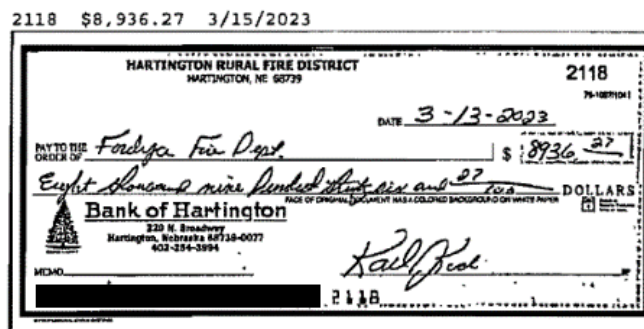 2118 $8,936.27 3/15/2023
HARTINGTON RURAL FIRE DISTRICT
HARTINGTON, NE 68739
2118
DATE 3-13-2023
PAY TO THE
ORDER OF Fordyce Fire Dept. $ 8936 27
Eight thousand nine hundred thirty six and 27/100 DOLLARS
FACE OF ORIGINAL DOCUMENT HAS A COLORED BACKGROUND ON WHITE PAPER
Bank of Hartington
220 N. Broadway
Hartington, Nebraska 68739-0077
402-254-3994
MEMO
2118